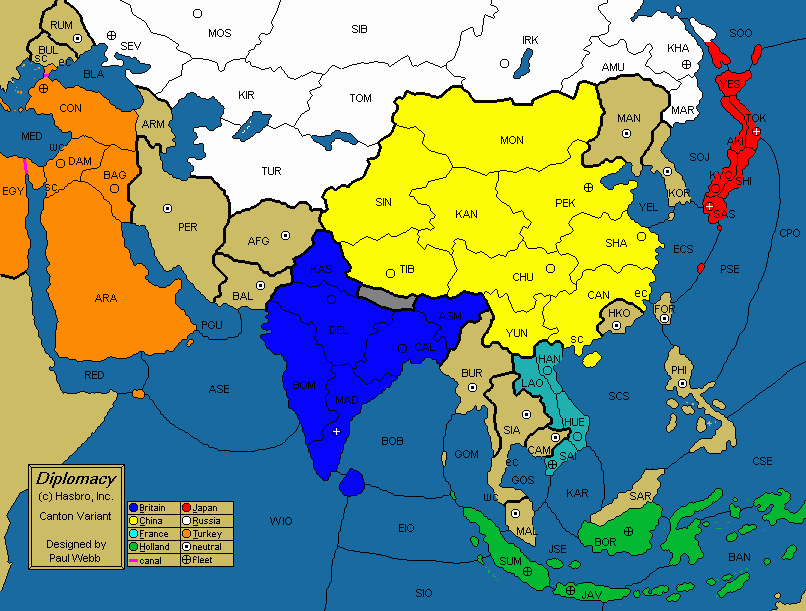 RUM
BUL
sc
ec
SEV
MOS
SIB
IRK
KHA
SOO
BLA
AMU
KIR
TOM
YES
MAR
CON
MED
ARM
MON
MAN
TOK
AKI
wc
DAM
TUR
SOJ
BAG
KYO
SHI
EGY
sc
SIN
KAN
PEK
KOR
YEL
SAS
PER
AFG
SHA
CPO
ECS
KAS
TIB
CHU
PSE
ARA
BAL
CAN
ec
PGU
DEL
ASM
HKO
FOR
YUN
sc
CAL
HAN
RED
ASE
BOM
MAD
BUR
LAO
PHI
SCS
SIA
HUE
BOB
CAM
GOM
ec
SAI
CSE
GOS
WIO
wc
KAR
SAR
EIO
MAL
BOR
JSE
BAN
SUM
SIO
JAV
Diplomacy
(c) Hasbro, Inc.
Canton Variant
Designed by
Paul Webb
Britain
Japan
China
Russia
France
Turkey
Holland
neutral
canal
fleet